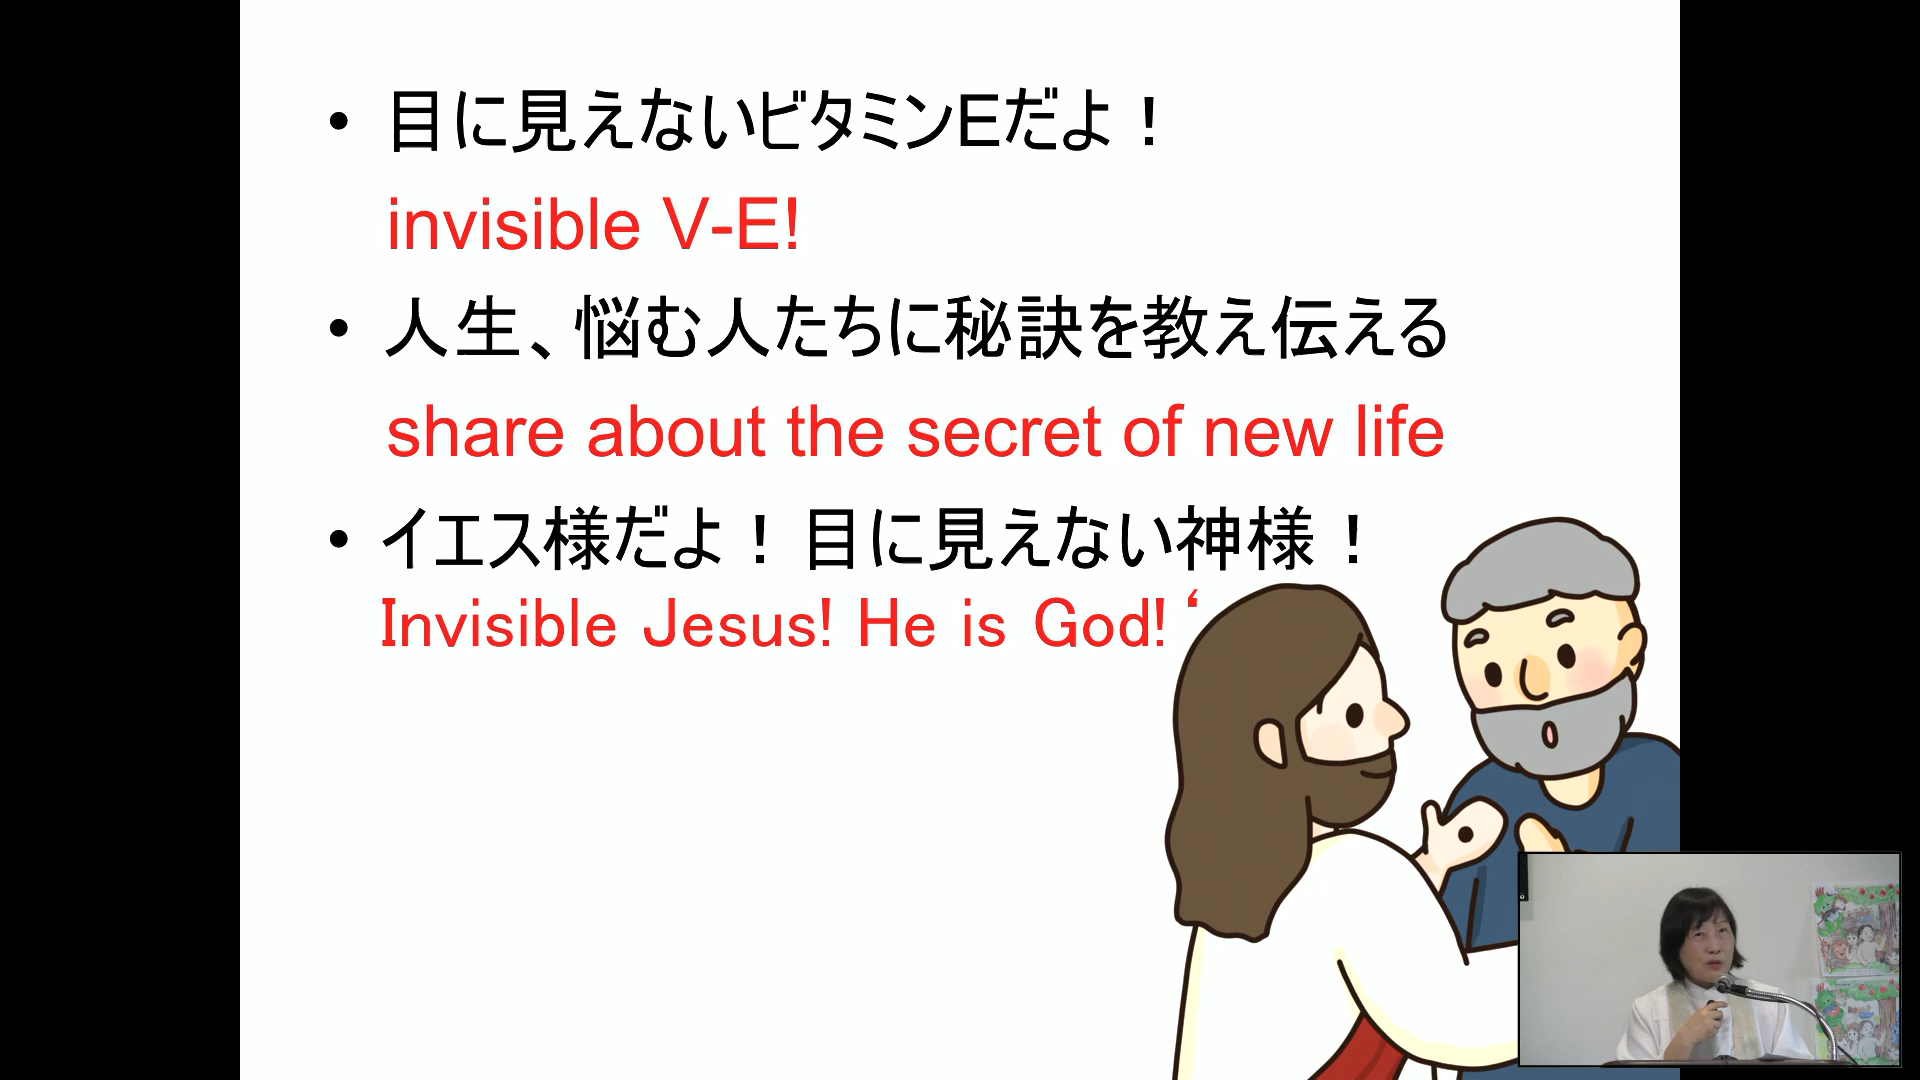 • 目に見えないビタミンEだよ！
invisible V-E!
• 人生、悩む人たちに秘訣を教え伝える
share about the secret of new life
• イエス様だよ！目に見えない神様！
Invisible Jesus! He is God!‘